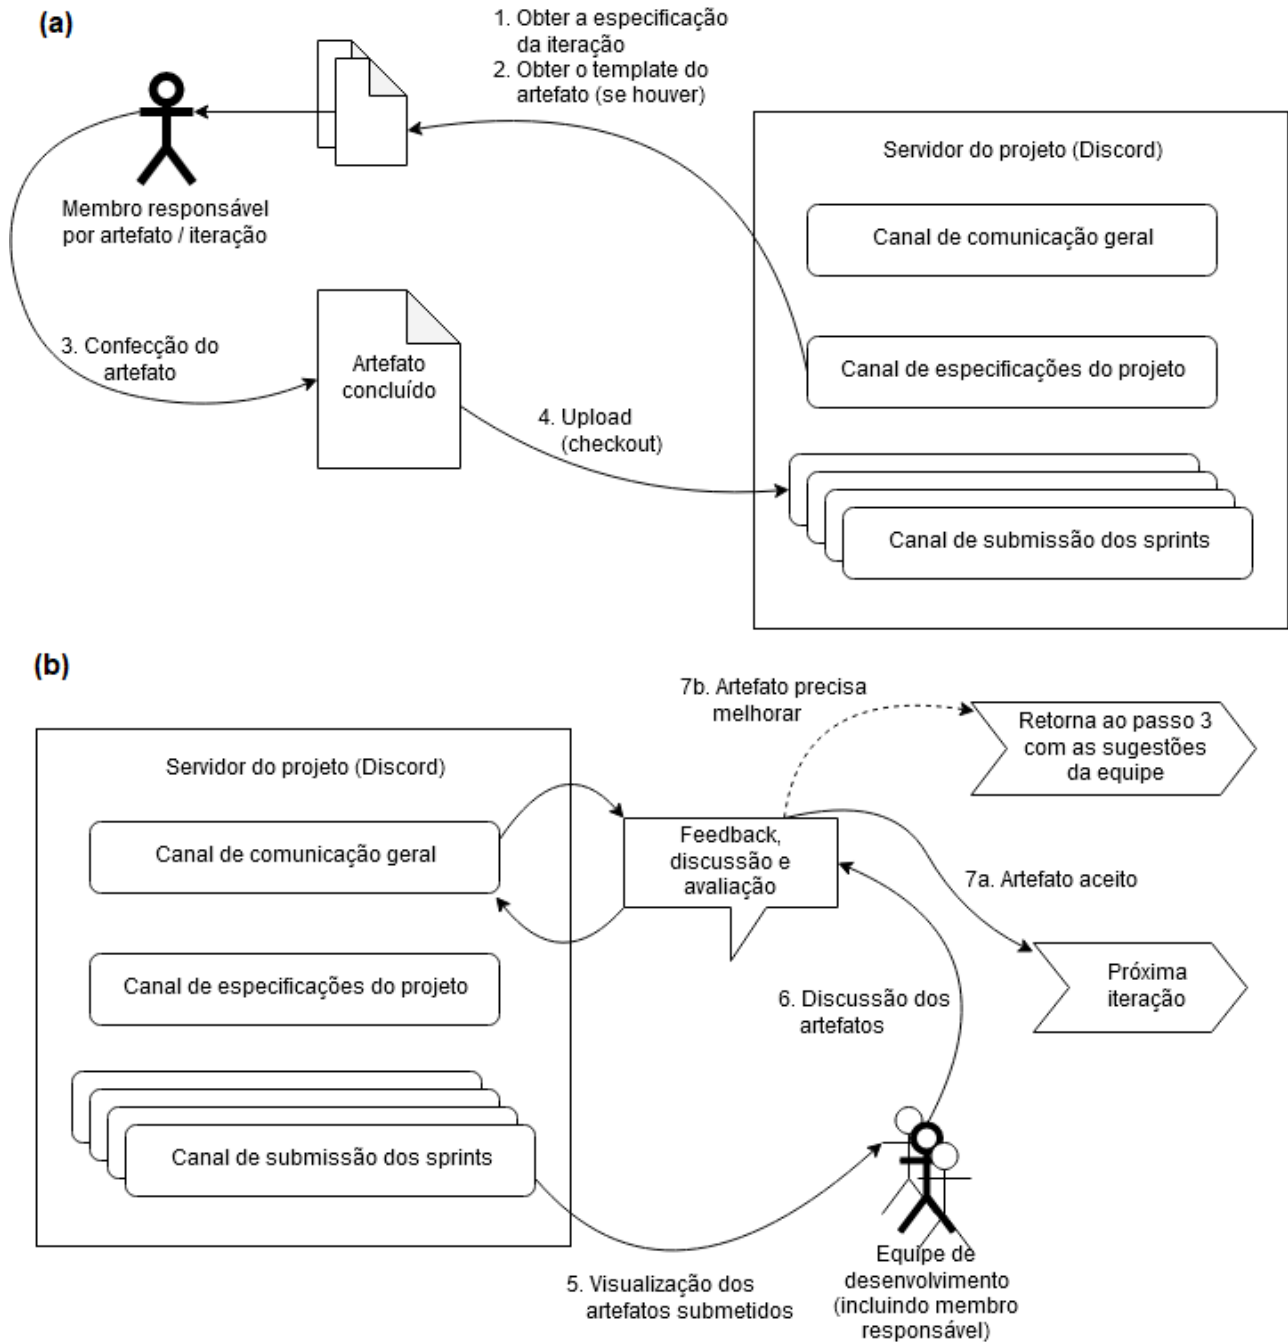 (a)
1. Obter a especificação
da iteração
2. Obter o template do
artefato (se houver)
Servidor do projeto (Discord)
Membro responsável
por artefato / iteração
Canal de comunicação geral
3. Confecção do
artefato
Artefato
concluído
Canal de especificações do projeto
4. Upload
(checkout)
Canal de submissão dos sprints
(b)
7b. Artefato precisa
melhorar
Retorna ao passo 3
com as sugestões
da equipe
Servidor do projeto (Discord)
Canal de comunicação geral
Feedback,
discussão e
avaliação
7a. Artefato aceito
Canal de especificações do projeto
Próxima
iteração
6. Discussão dos
artefatos
Canal de submissão dos sprints
5. Visualização dos
artefatos submetidos
Equipe de
desenvolvimento
(incluindo membro
responsável)